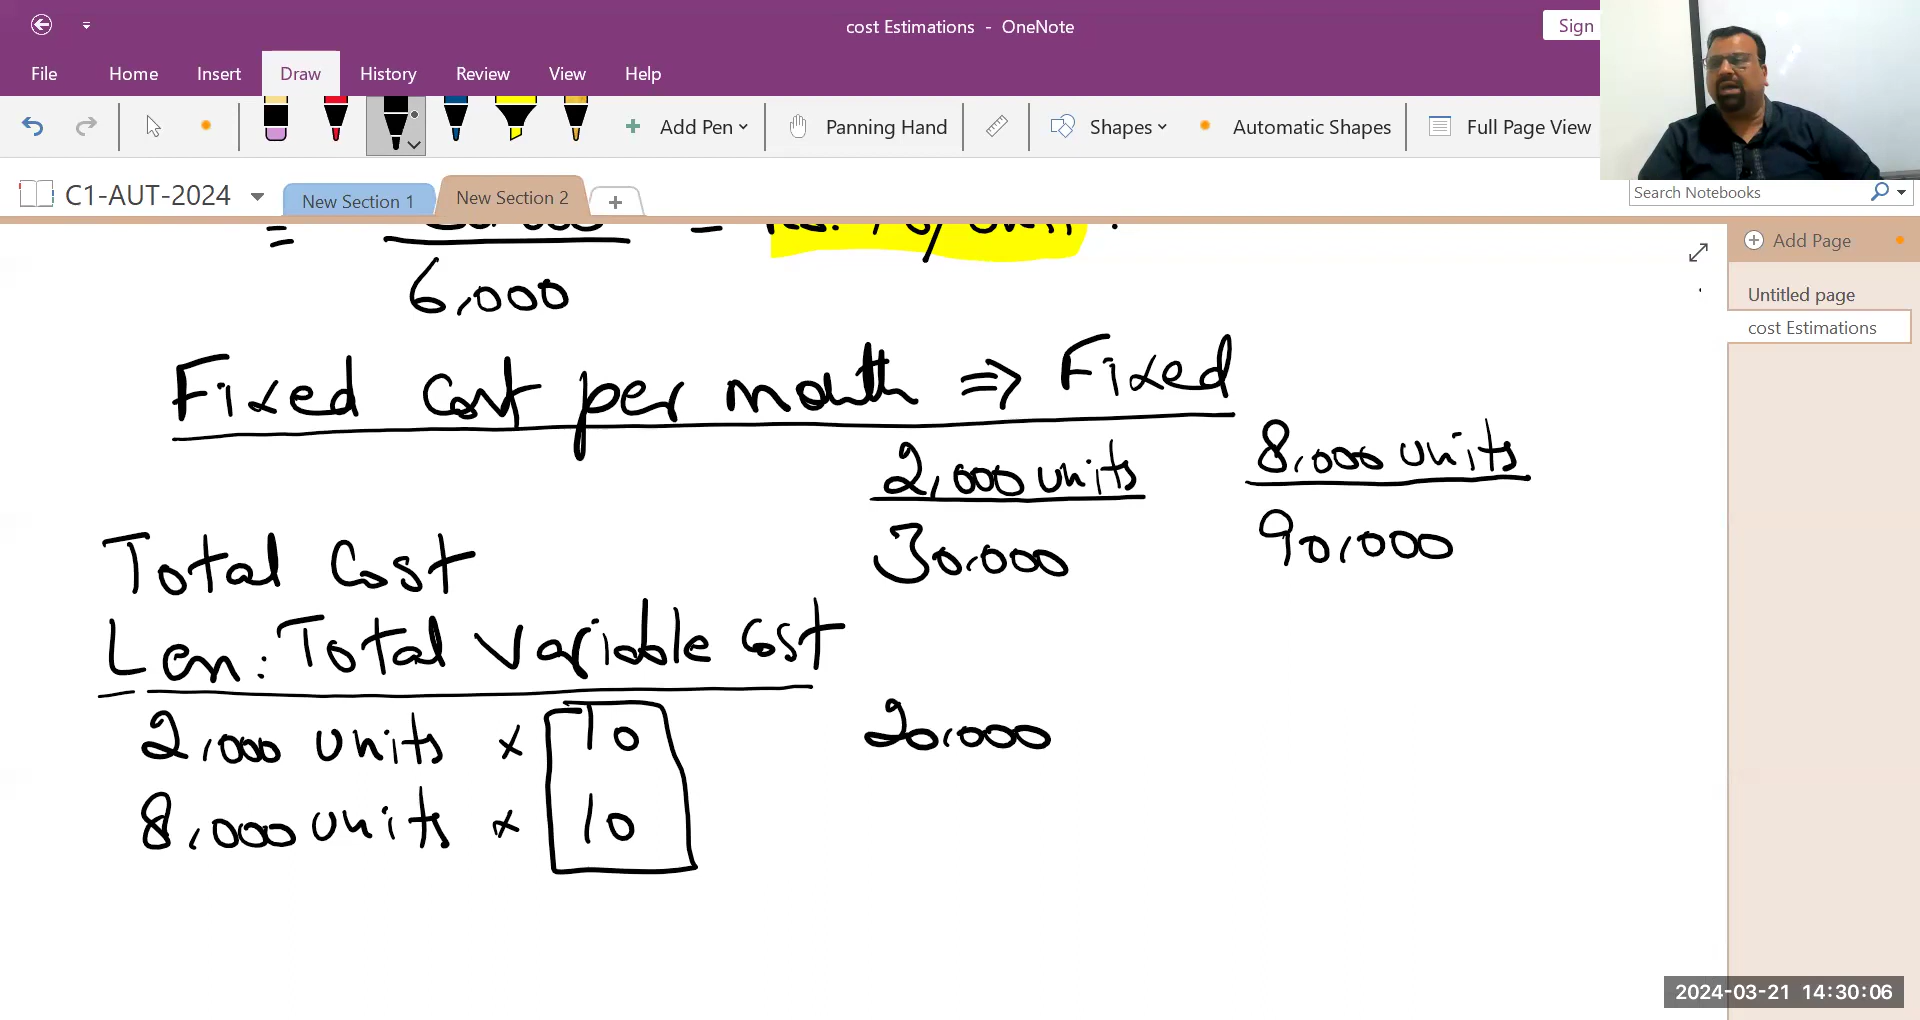 cost Estimations - OneNote
Sign
File Home Insert Draw History Review View Help
Add Pen Panning Hand Shapes Automatic Shapes Full Page View
C1-AUT-2024 New Section 1 New Section 2 +
Search Notebooks
Add Page
Untitled page
cost Estimations
=
6,000
Fixed Cost per month ⇒ Fixed
2,000 units 8,000 units
Total Cost 30,000 90,000
Less: Total Variable Cost
2,000 units × 10 20,000
8,000 units × 10
2024-03-21 14:30:06